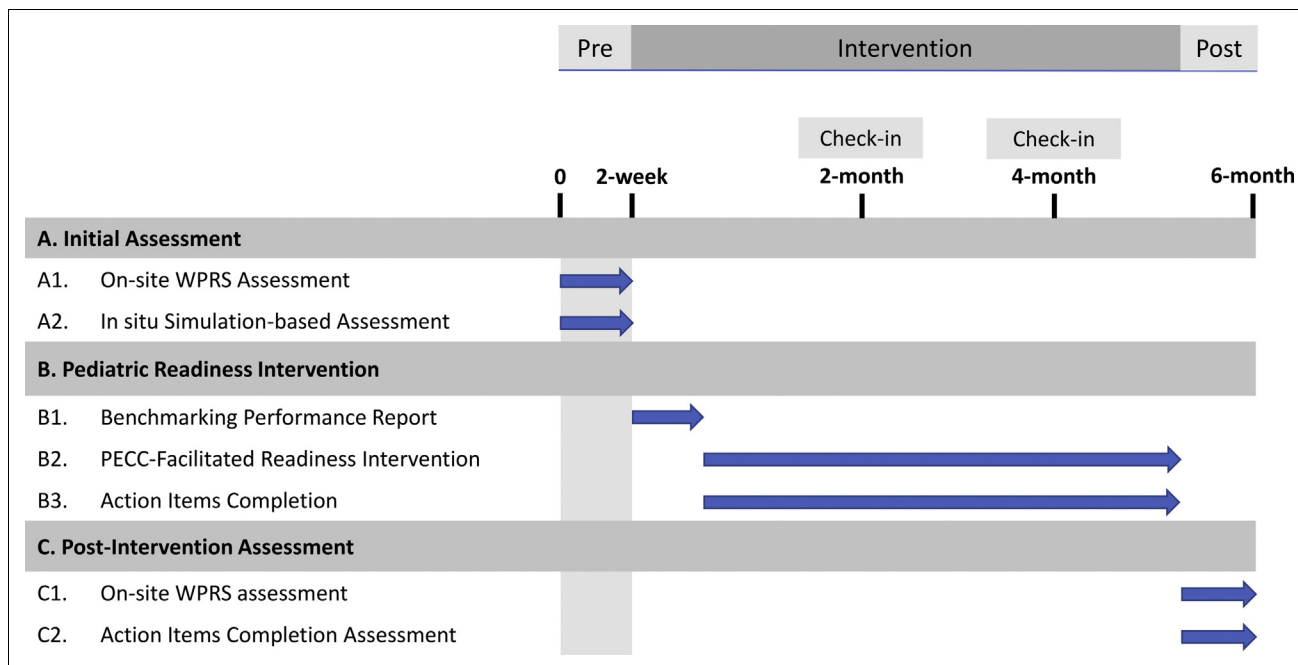 Pre Intervention Post
Check-in Check-in
0 2-week 2-month 4-month 6-month
A. Initial Assessment
A1. On-site WPRS Assessment
A2. In situ Simulation-based Assessment
B. Pediatric Readiness Intervention
B1. Benchmarking Performance Report
B2. PECC-Facilitated Readiness Intervention
B3. Action Items Completion
C. Post-Intervention Assessment
C1. On-site WPRS assessment
C2. Action Items Completion Assessment